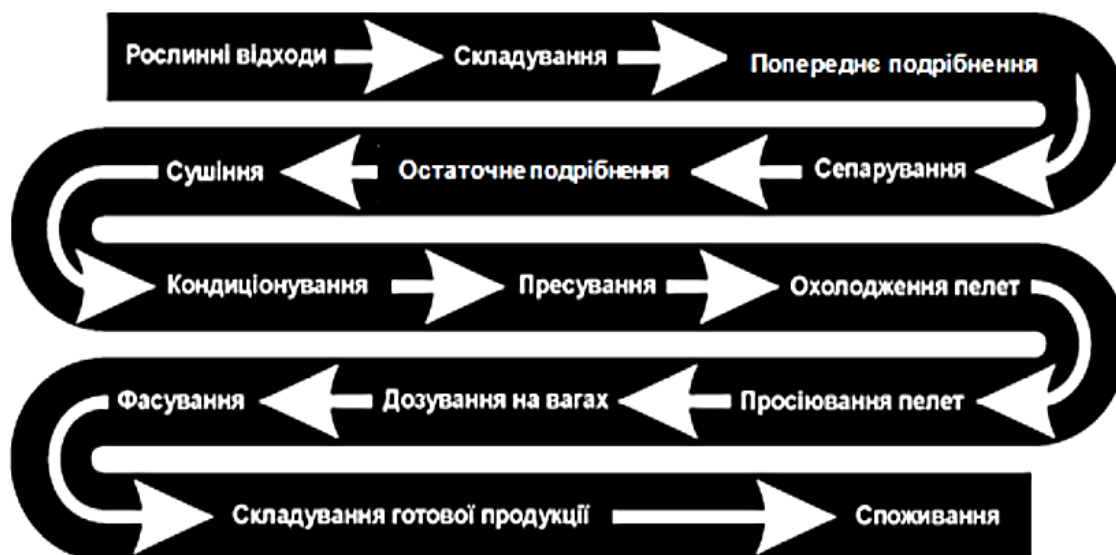 Рослинні відходи Складування Попереднє подрібнення
Сушіння Остаточне подрібнення Сепарування
Кондиціонування Пресування Охолодження пелет
Фасування Дозування на вагах Просіювання пелет
Складування готової продукції Споживання